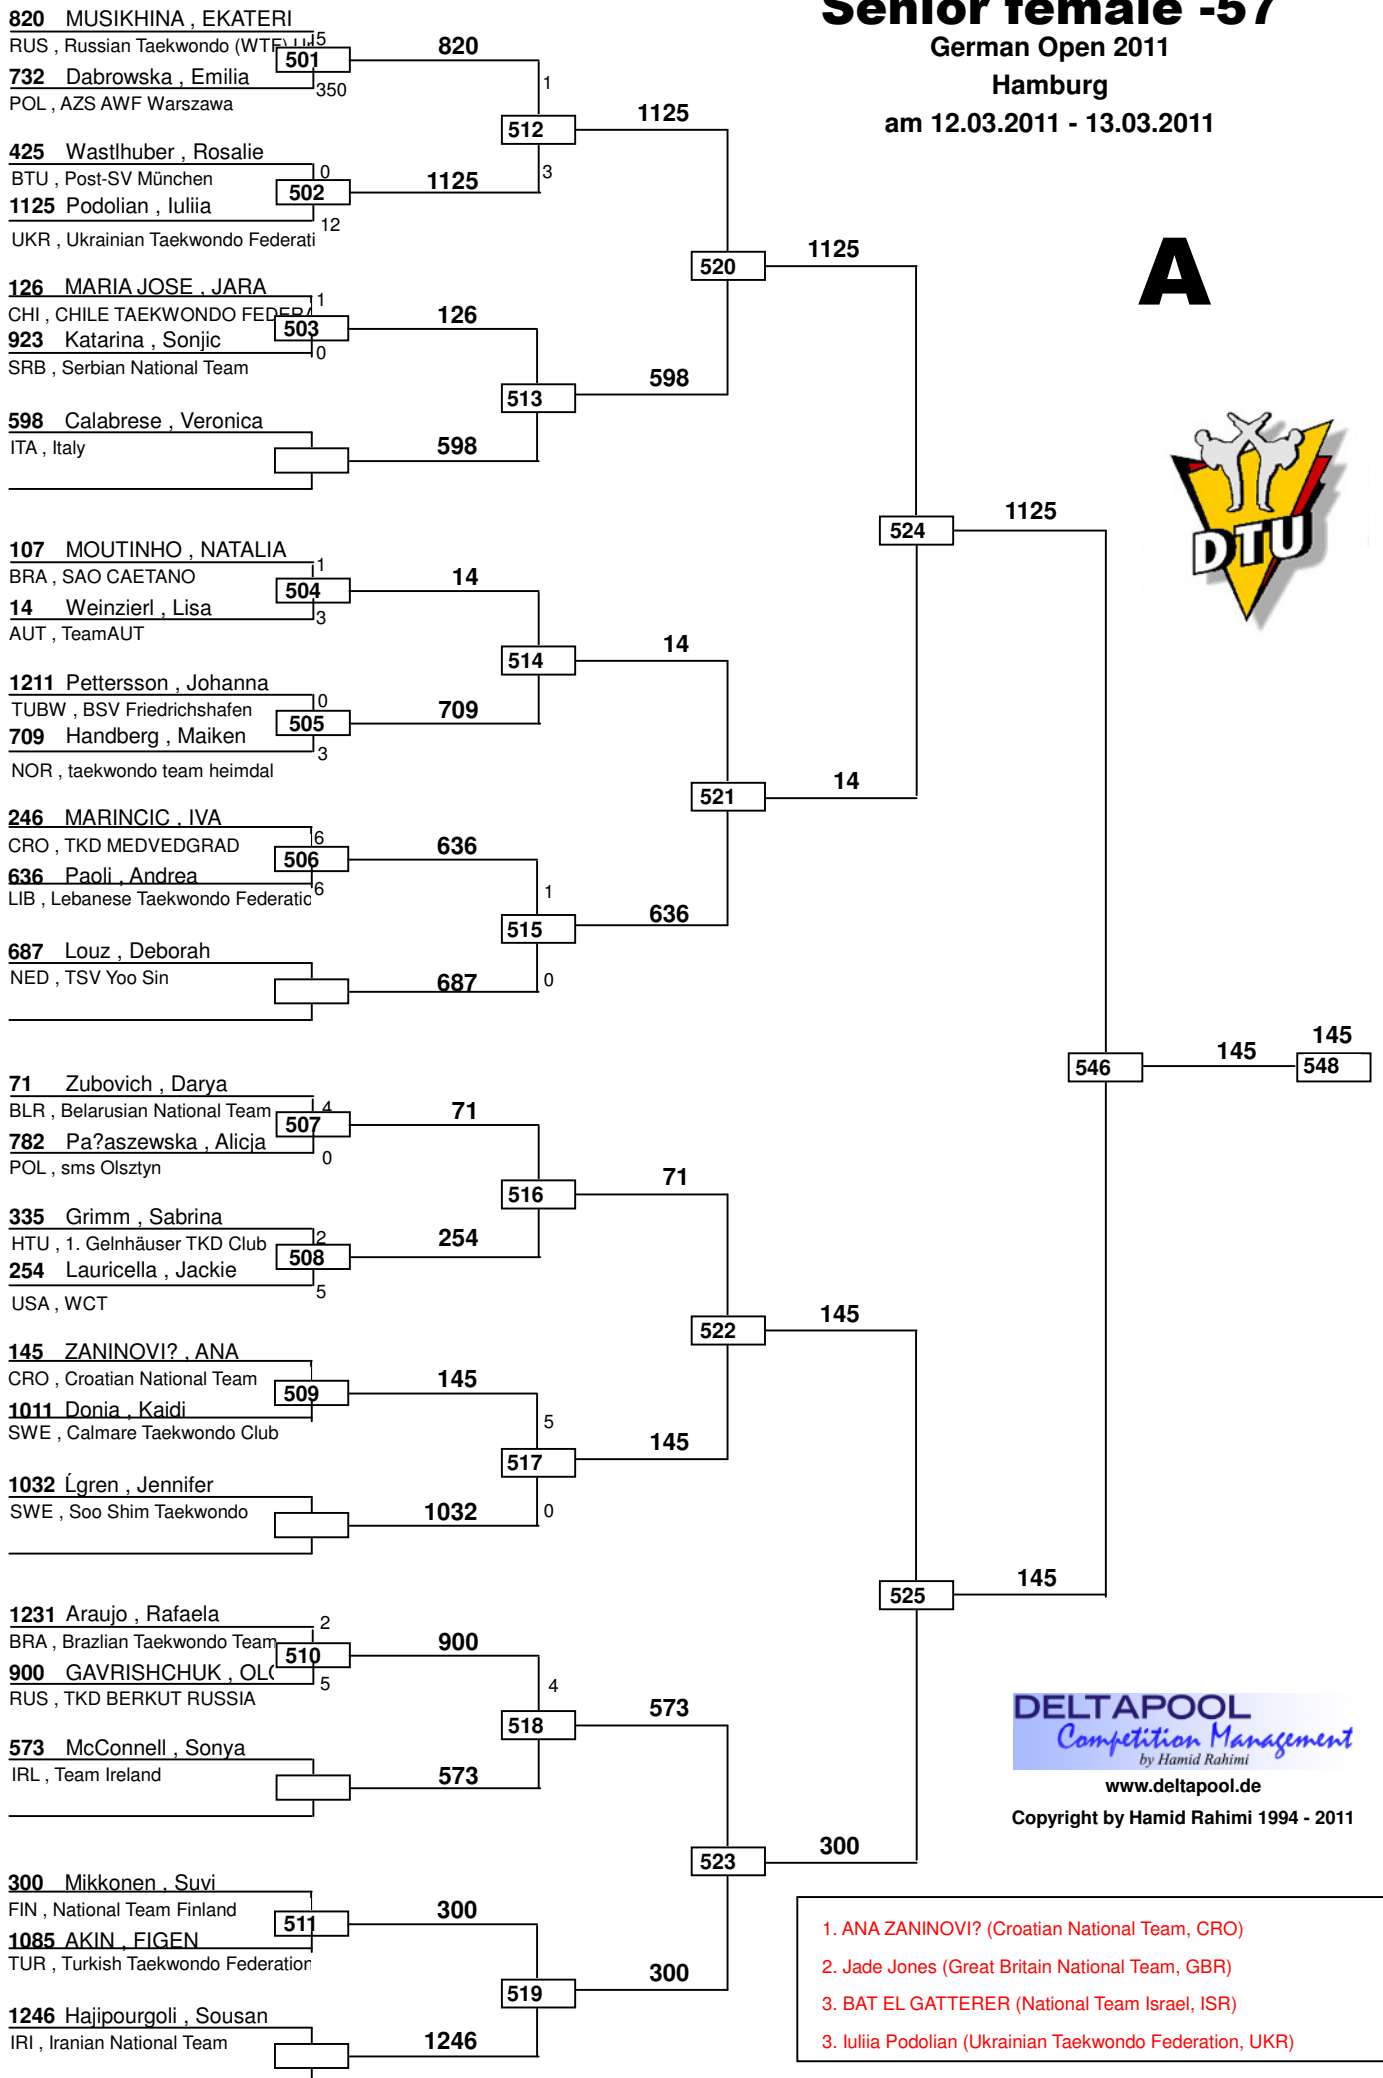 Senior female -57
German Open 2011
Hamburg
am 12.03.2011 - 13.03.2011
A
DTU
820 MUSIKHINA , EKATERI
RUS , Russian Taekwondo (WTF) Un
5
501
820
732 Dabrowska , Emilia
350
POL , AZS AWF Warszawa
1
512
1125
425 Wastlhuber , Rosalie
BTU , Post-SV München
0
502
1125
3
1125 Podolian , Iuliia
12
UKR , Ukrainian Taekwondo Federati
520
1125
126 MARIA JOSE , JARA
CHI , CHILE TAEKWONDO FEDERA
1
503
126
923 Katarina , Sonjic
0
SRB , Serbian National Team
513
598
598 Calabrese , Veronica
ITA , Italy
598
524
1125
107 MOUTINHO , NATALIA
BRA , SAO CAETANO
1
504
14
14 Weinzierl , Lisa
3
AUT , TeamAUT
514
14
1211 Pettersson , Johanna
TUBW , BSV Friedrichshafen
0
505
709
709 Handberg , Maiken
3
NOR , taekwondo team heimdal
521
14
246 MARINCIC , IVA
CRO , TKD MEDVEDGRAD
6
506
636
636 Paoli , Andrea
6
LIB , Lebanese Taekwondo Federatic
1
515
636
687 Louz , Deborah
NED , TSV Yoo Sin
687
0
546
145
145
548
71 Zubovich , Darya
BLR , Belarusian National Team
4
507
71
782 Pa?aszewska , Alicja
0
POL , sms Olsztyn
516
71
335 Grimm , Sabrina
HTU , 1. Gelnhäuser TKD Club
2
508
254
254 Lauricella , Jackie
5
USA , WCT
522
145
145 ZANINOVI? , ANA
CRO , Croatian National Team
509
145
1011 Donia , Kaidi
SWE , Calmare Taekwondo Club
5
517
145
1032 Ĺgren , Jennifer
SWE , Soo Shim Taekwondo
1032
0
525
145
1231 Araujo , Rafaela
BRA , Brazlian Taekwondo Team
2
510
900
900 GAVRISHCHUK , OLG
5
RUS , TKD BERKUT RUSSIA
4
518
573
573 McConnell , Sonya
IRL , Team Ireland
573
523
300
300 Mikkonen , Suvi
FIN , National Team Finland
511
300
1085 AKIN , FIGEN
TUR , Turkish Taekwondo Federation
519
300
1246 Hajipourgoli , Sousan
IRI , Iranian National Team
1246
DELTAPOOL
Competition Management
by Hamid Rahimi
www.deltapool.de
Copyright by Hamid Rahimi 1994 - 2011
1. ANA ZANINOVI? (Croatian National Team, CRO)
2. Jade Jones (Great Britain National Team, GBR)
3. BAT EL GATTERER (National Team Israel, ISR)
3. Iuliia Podolian (Ukrainian Taekwondo Federation, UKR)